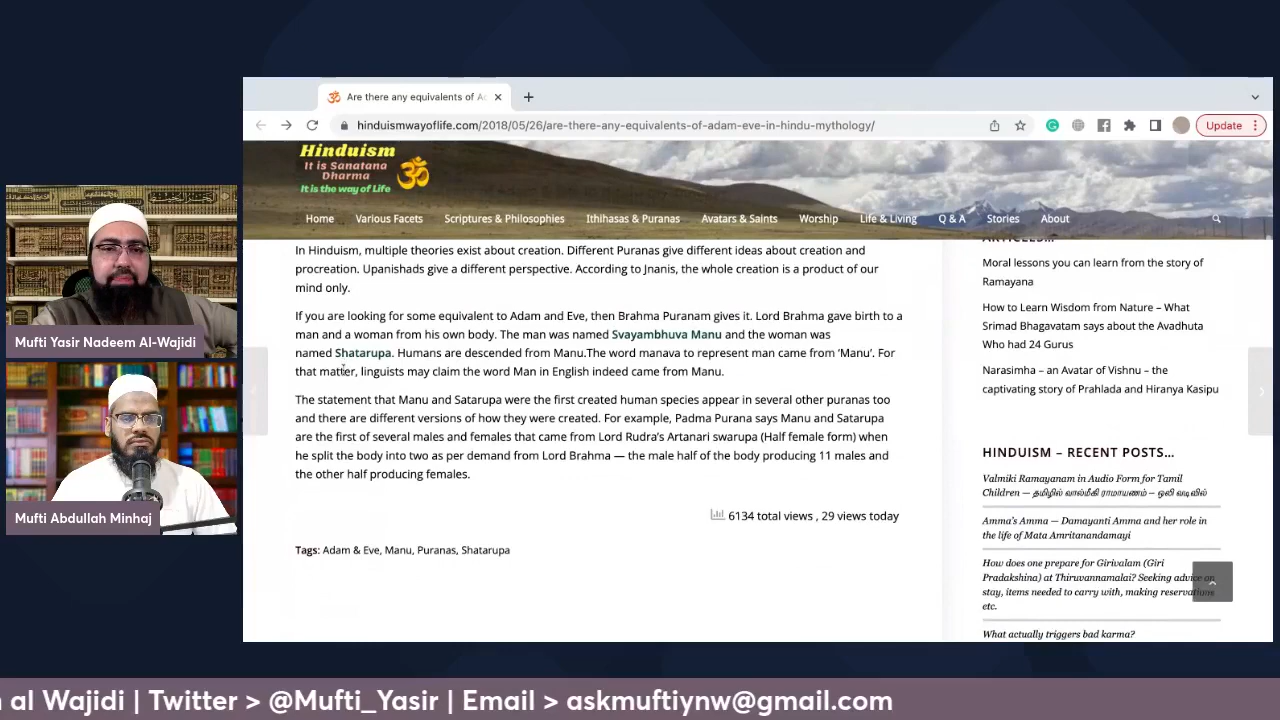 Are there any equivalents of
hinduismwayoflife.com/2018/05/26/are-there-any-equivalents-of-adam-eve-in-hindu-mythology/
Update
Hinduism
It is Sanatana
Dharma
It is the way of Life
ॐ
Home
Various Facets
Scriptures & Philosophies
Ithihasas & Puranas
Avatars & Saints
Worship
Life & Living
Q & A
Stories
About
In Hinduism, multiple theories exist about creation. Different Puranas give different ideas about creation and
procreation. Upanishads give a different perspective. According to Jnanis, the whole creation is a product of our
mind only.
If you are looking for some equivalent to Adam and Eve, then Brahma Puranam gives it. Lord Brahma gave birth to a
man and a woman from his own body. The man was named Svayambhuva Manu and the woman was
named Shatarupa. Humans are descended from Manu.The word manava to represent man came from ‘Manu’. For
that matter, linguists may claim the word Man in English indeed came from Manu.
The statement that Manu and Satarupa were the first created human species appear in several other puranas too
and there are different versions of how they were created. For example, Padma Purana says Manu and Satarupa
are the first of several males and females that came from Lord Rudra’s Artanari swarupa (Half female form) when
he split the body into two as per demand from Lord Brahma — the male half of the body producing 11 males and
the other half producing females.
6134 total views , 29 views today
Tags: Adam & Eve, Manu, Puranas, Shatarupa
ARTICLES…
Moral lessons you can learn from the story of
Ramayana
How to Learn Wisdom from Nature – What
Srimad Bhagavatam says about the Avadhuta
Who had 24 Gurus
Narasimha – an Avatar of Vishnu – the
captivating story of Prahlada and Hiranya Kasipu
HINDUISM – RECENT POSTS…
Valmiki Ramayanam in Audio Form for Tamil
Children — தமிழில் வால்மீகி ராமாயணம் – ஒலி வடிவில்
Amma’s Amma — Damayanti Amma and her role in
the life of Mata Amritanandamayi
How does one prepare for Girivalam (Giri
Pradakshina) at Thiruvannamalai? Seeking advice on
stay, items needed to carry with, making reservations
etc.
What actually triggers bad karma?
Mufti Yasir Nadeem Al-Wajidi
Mufti Abdullah Minhaj
al Wajidi | Twitter > @Mufti_Yasir | Email > askmuftiynw@gmail.com